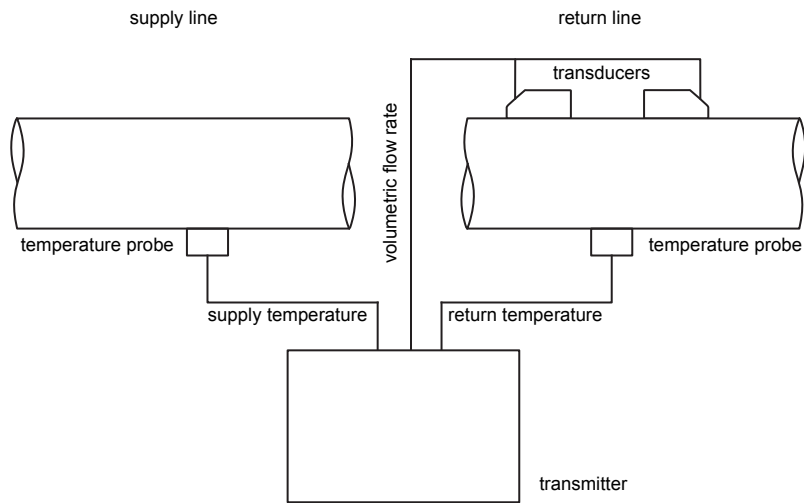 supply line
return line
transducers
volumetric flow rate
temperature probe
temperature probe
supply temperature
return temperature
transmitter